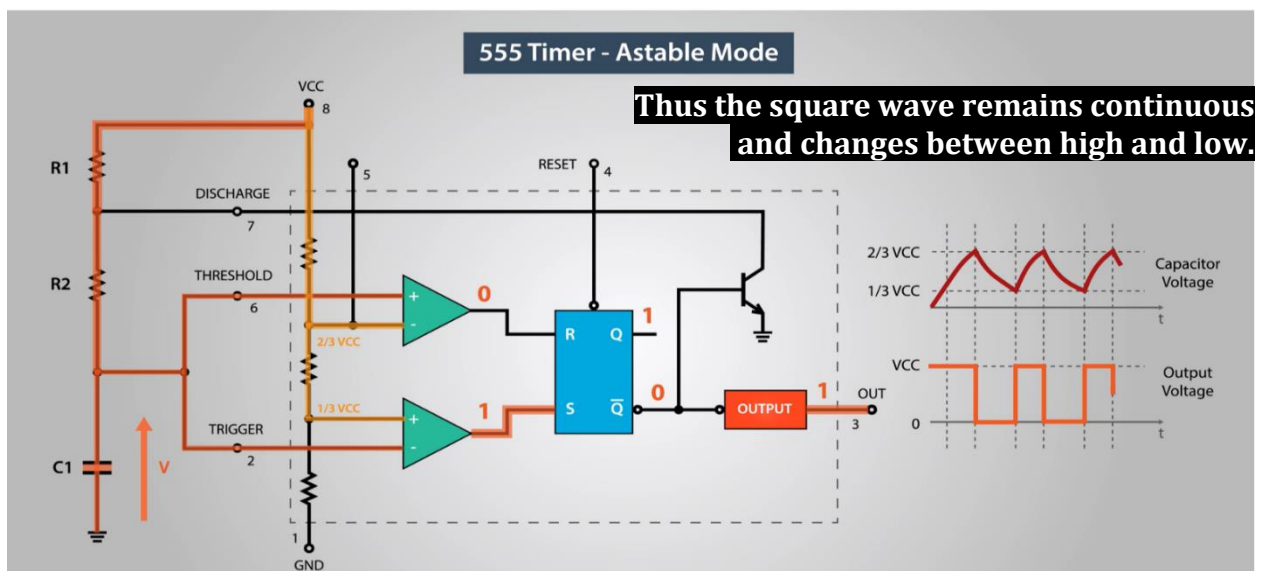 555 Timer - Astable Mode
Thus the square wave remains continuous
and changes between high and low.
VCC
8
R1
5
RESET
4
DISCHARGE
7
R2
THRESHOLD
6
+
-
0
2/3 VCC
R
Q
1
1/3 VCC
+
-
1
S
Q̅
0
OUTPUT
1
OUT
3
TRIGGER
2
C1
V
1
GND
2/3 VCC
1/3 VCC
Capacitor
Voltage
t
VCC
0
Output
Voltage
t